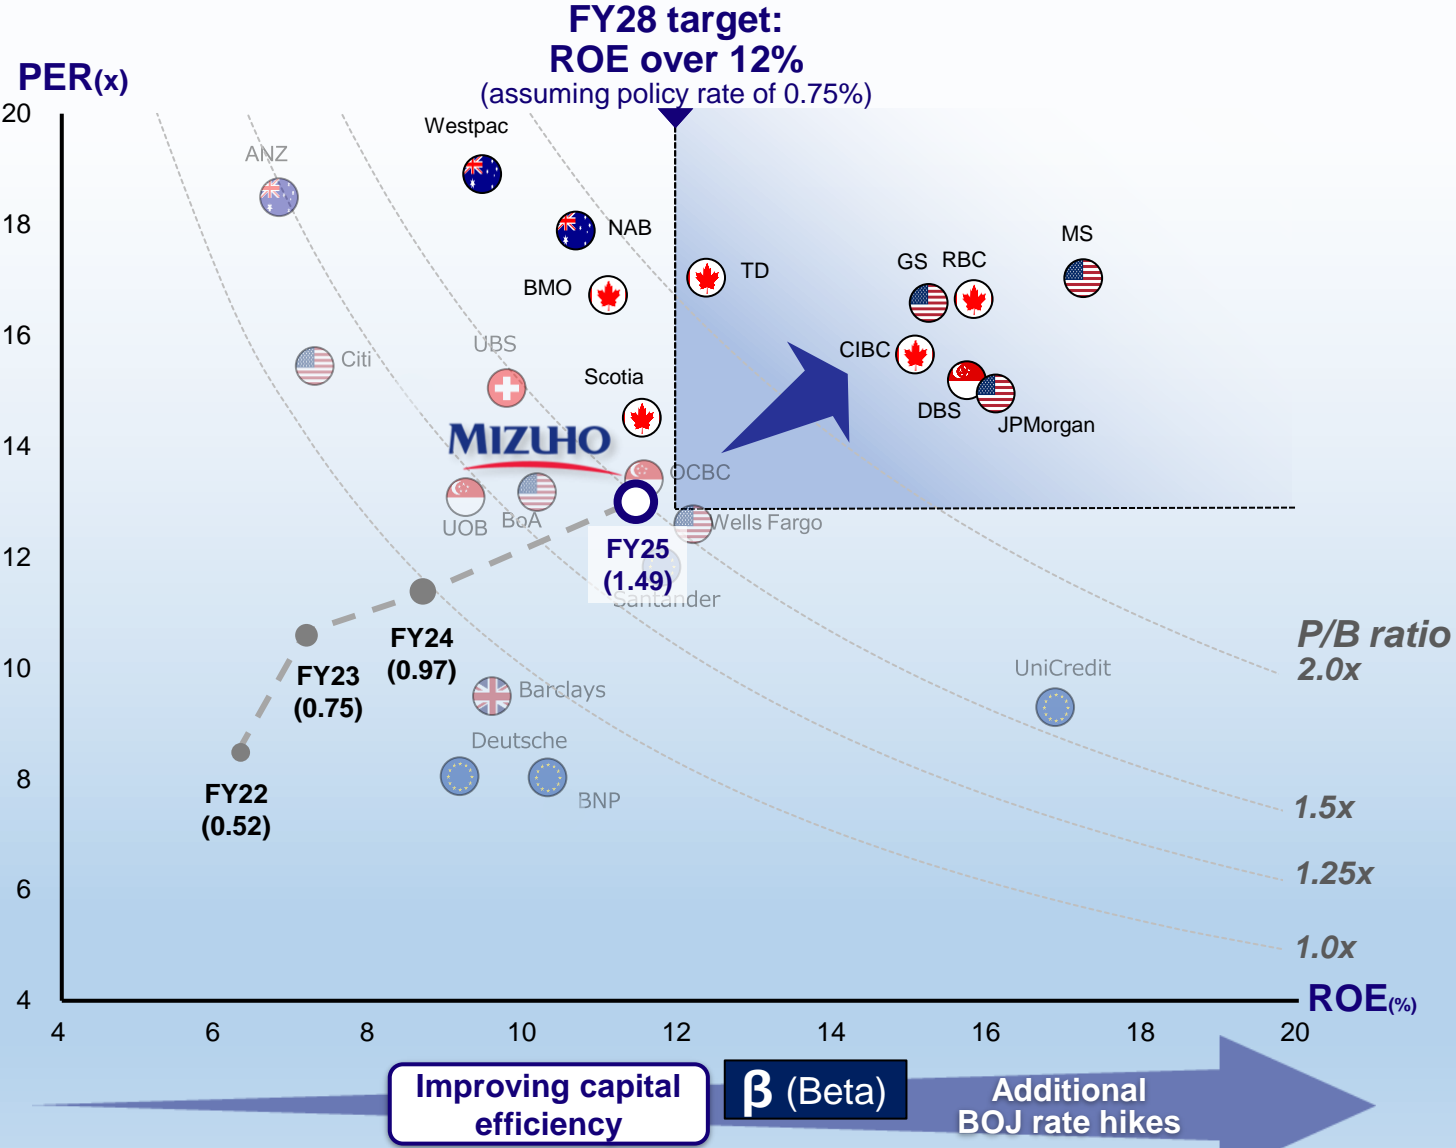 FY28 target:
ROE over 12%
(assuming policy rate of 0.75%)
PER(x)
20
18
16
14
12
10
8
6
4
Westpac
ANZ
NAB
BMO
TD
MS
GS
RBC
CIBC
DBS
JPMorgan
Citi
UBS
Scotia
MIZUHO
OCBC
UOB
BoA
Wells Fargo
FY25
(1.49)
Santander
FY24
(0.97)
FY23
(0.75)
FY22
(0.52)
Barclays
Deutsche
BNP
UniCredit
P/B ratio
2.0x
1.5x
1.25x
1.0x
ROE(%)
4
6
8
10
12
14
16
18
20
Improving capital
efficiency
β (Beta)
Additional
BOJ rate hikes